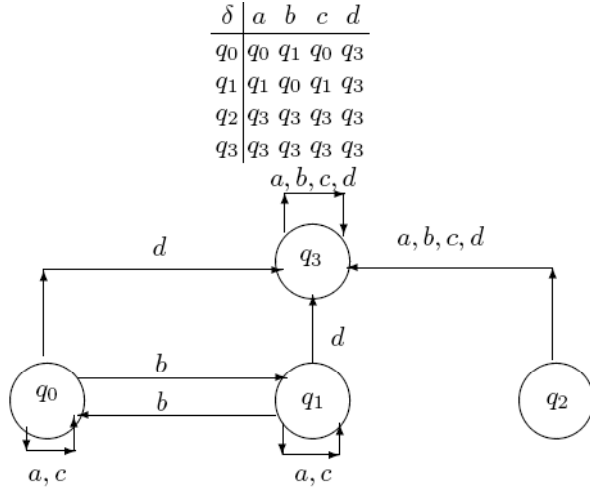 δ a b c d
q₀ q₀ q₁ q₀ q₃
q₁ q₁ q₀ q₁ q₃
q₂ q₃ q₃ q₃ q₃
q₃ q₃ q₃ q₃ q₃
a, b, c, d
q₃
d
a, b, c, d
d
b
q₀
q₁
q₂
b
a, c
a, c